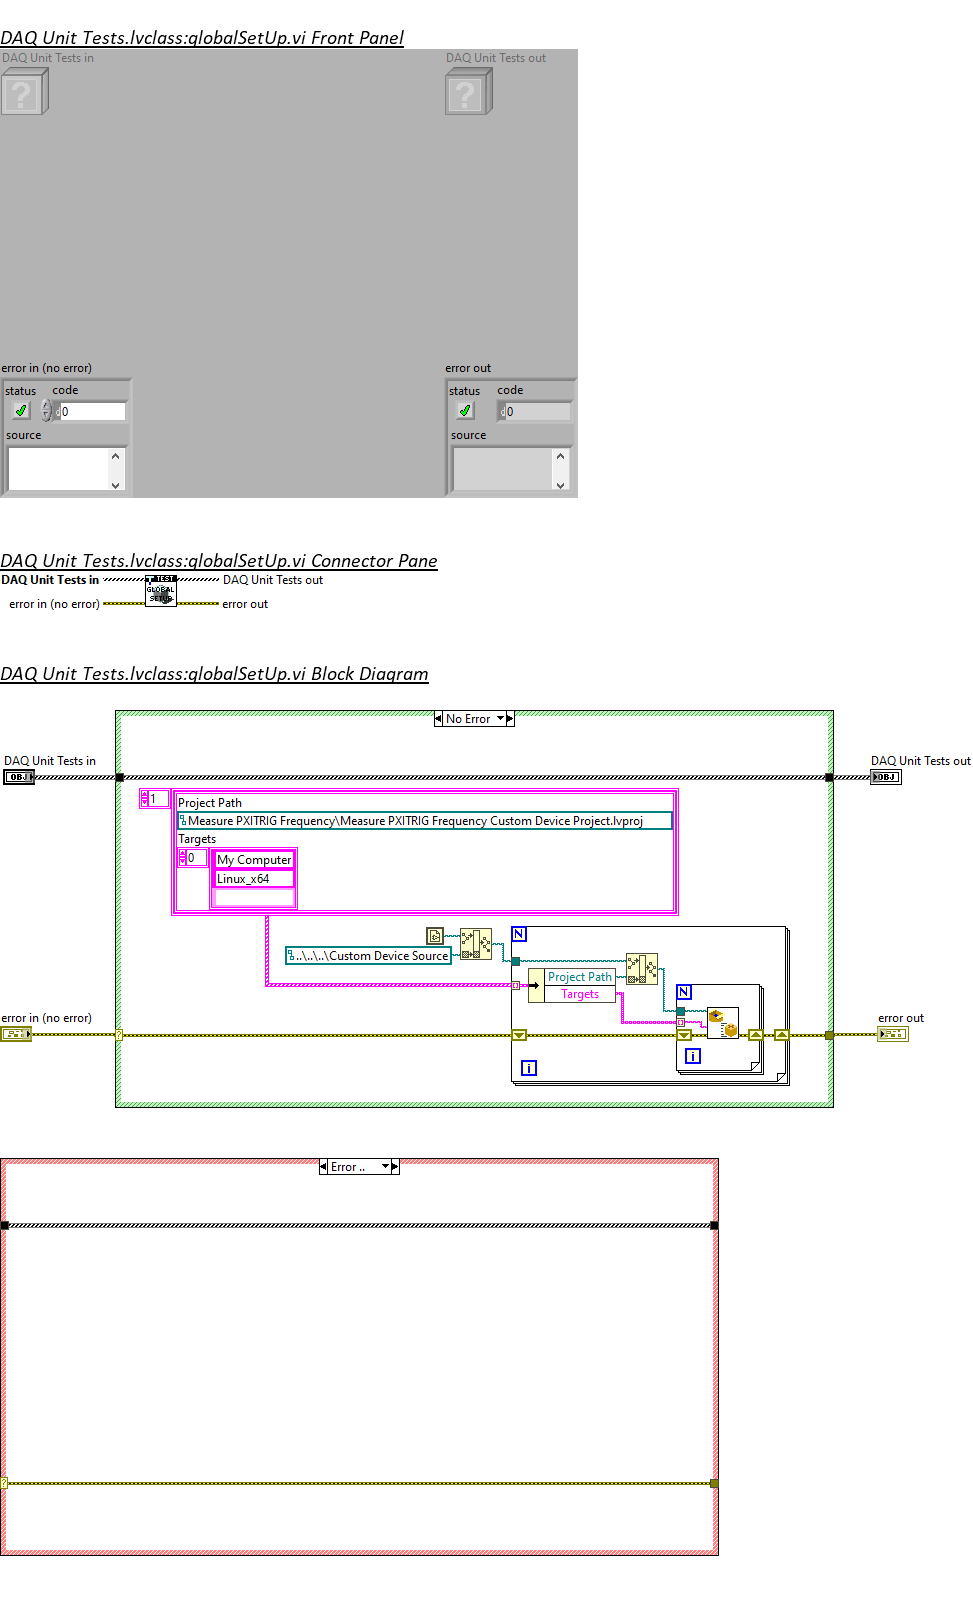 DAQ Unit Tests.lvclass:globalSetUp.vi Front Panel
DAQ Unit Tests in
DAQ Unit Tests out
?
?
error in (no error)
error out
status code
status code
d 0
d 0
source
source
DAQ Unit Tests.lvclass:globalSetUp.vi Connector Pane
DAQ Unit Tests in
TEST
DAQ Unit Tests out
GLOBAL
SETUP
error in (no error)
error out
DAQ Unit Tests.lvclass:globalSetUp.vi Block Diagram
No Error
DAQ Unit Tests in
DAQ Unit Tests out
OBJ
OBJ
1
Project Path
Measure PXITRIG Frequency\Measure PXITRIG Frequency Custom Device Project.lvproj
Targets
0
My Computer
Linux_x64
N
..\..\..\Custom Device Source
Project Path
Targets
N
error in (no error)
error out
?
i
i
Error ..
?